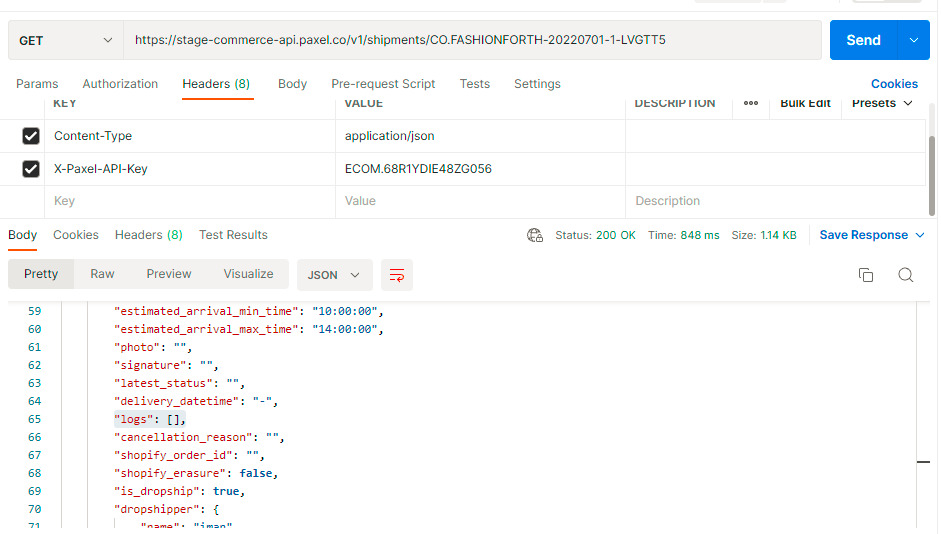 GET https://stage-commerce-api.paxel.co/v1/shipments/CO.FASHIONFORTH-20220701-1-LVGTT5 Send
Params Authorization Headers (8) Body Pre-request Script Tests Settings Cookies
KEY VALUE DESCRIPTION Bulk Edit Presets
Content-Type application/json
X-Paxel-API-Key ECOM.68R1YDIE48ZG056
Key Value Description
Body Cookies Headers (8) Test Results Status: 200 OK Time: 848 ms Size: 1.14 KB Save Response
Pretty Raw Preview Visualize JSON
59 "estimated_arrival_min_time": "10:00:00",
60 "estimated_arrival_max_time": "14:00:00",
61 "photo": "",
62 "signature": "",
63 "latest_status": "",
64 "delivery_datetime": "-",
65 "logs": [],
66 "cancellation_reason": "",
67 "shopify_order_id": "",
68 "shopify_erasure": false,
69 "is_dropship": true,
70 "dropshipper": {
71 "name": "iman"